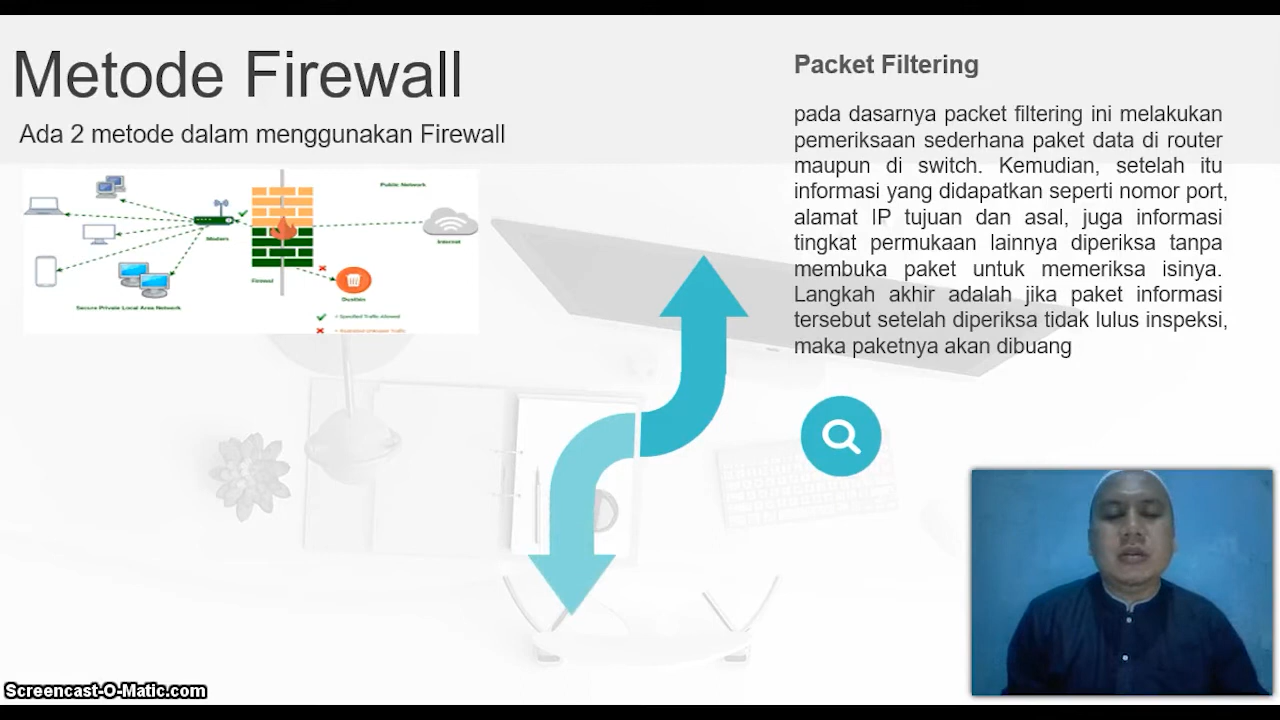 Metode Firewall
Ada 2 metode dalam menggunakan Firewall
Public Network
Modem
Internet
Firewall
Dustbin
Secure Private Local Area Network
= Specified Traffic Allowed
= Restricted Unknown Traffic
Packet Filtering
pada dasarnya packet filtering ini melakukan
pemeriksaan sederhana paket data di router
maupun di switch. Kemudian, setelah itu
informasi yang didapatkan seperti nomor port,
alamat IP tujuan dan asal, juga informasi
tingkat permukaan lainnya diperiksa tanpa
membuka paket untuk memeriksa isinya.
Langkah akhir adalah jika paket informasi
tersebut setelah diperiksa tidak lulus inspeksi,
maka paketnya akan dibuang
Screencast-O-Matic.com